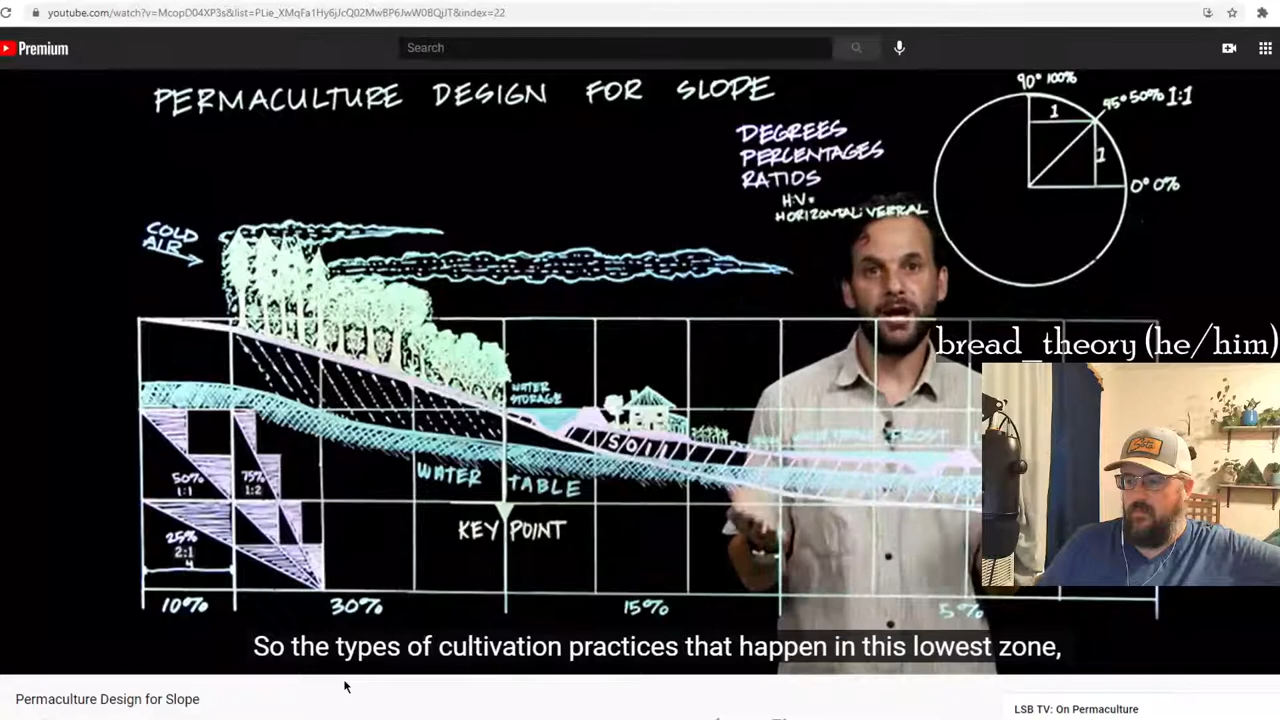 youtube.com/watch?v=McopD04XP3s&list=PLie_XMqFa1Hy6jJcQ02MwBP6JwW0BQjJT&index=22
Premium
Search
PERMACULTURE DESIGN FOR SLOPE
90° 100%
45° 50% 1:1
1
1
0° 0%
DEGREES
PERCENTAGES
RATIOS
H:V=
HORIZONTAL:VERRAL
COLD
AIR
bread_theory (he/him)
WATER
STORAGE
SOIL
FROST
WATER TABLE
50%
1:1
75%
1:2
KEY POINT
25%
2:1
4
10%
30%
15%
5%
So the types of cultivation practices that happen in this lowest zone,
Permaculture Design for Slope
LSB TV: On Permaculture